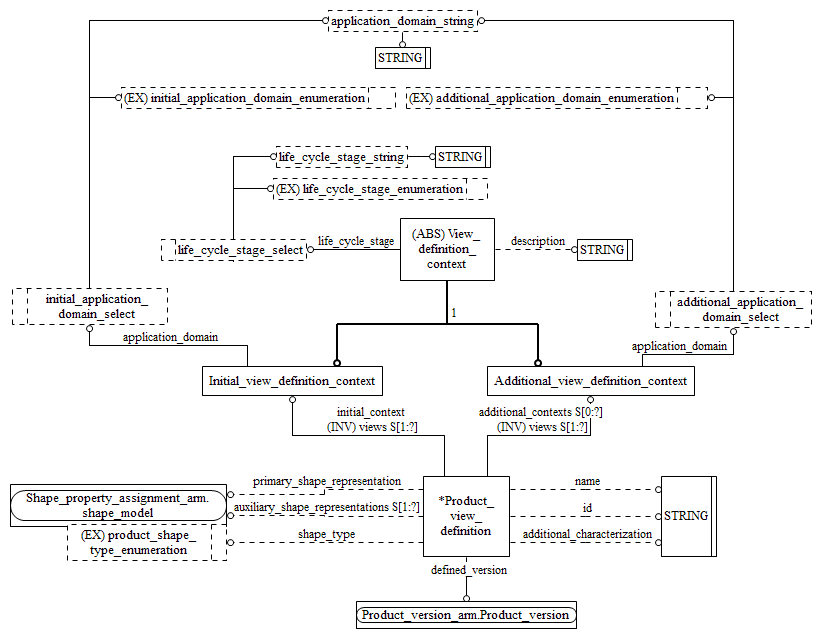 application_domain_string
STRING
(EX) initial_application_domain_enumeration
(EX) additional_application_domain_enumeration
life_cycle_stage_string
STRING
(EX) life_cycle_stage_enumeration
life_cycle_stage_select
life_cycle_stage
(ABS) View_
definition_
context
description
STRING
initial_application_
domain_select
additional_application_
domain_select
1
application_domain
application_domain
Initial_view_definition_context
Additional_view_definition_context
initial_context
(INV) views S[1:?]
additional_contexts S[0:?]
(INV) views S[1:?]
primary_shape_representation
Shape_property_assignment_arm.
shape_model
auxiliary_shape_representations S[1:?]
(EX) product_shape_
type_enumeration
shape_type
*Product_
view_
definition
name
id
additional_characterization
STRING
defined_version
Product_version_arm.Product_version